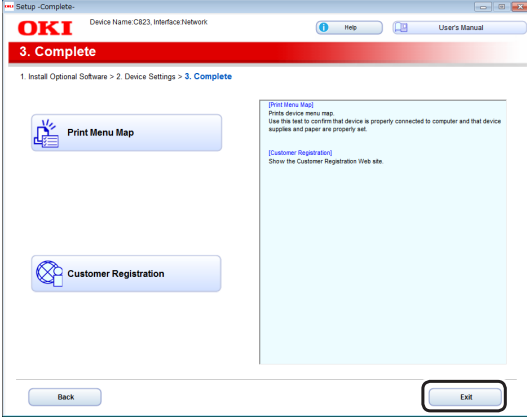 OKI Setup -Complete-
OKI
Device Name:C823, Interface:Network
Help
User's Manual
3. Complete
1. Install Optional Software > 2. Device Settings > 3. Complete
Print Menu Map
[Print Menu Map]
Prints device menu map.
Use this test to confirm that device is properly connected to computer and that device
supplies and paper are properly set.
[Customer Registration]
Show the Customer Registration Web site.
Customer Registration
Back
Exit